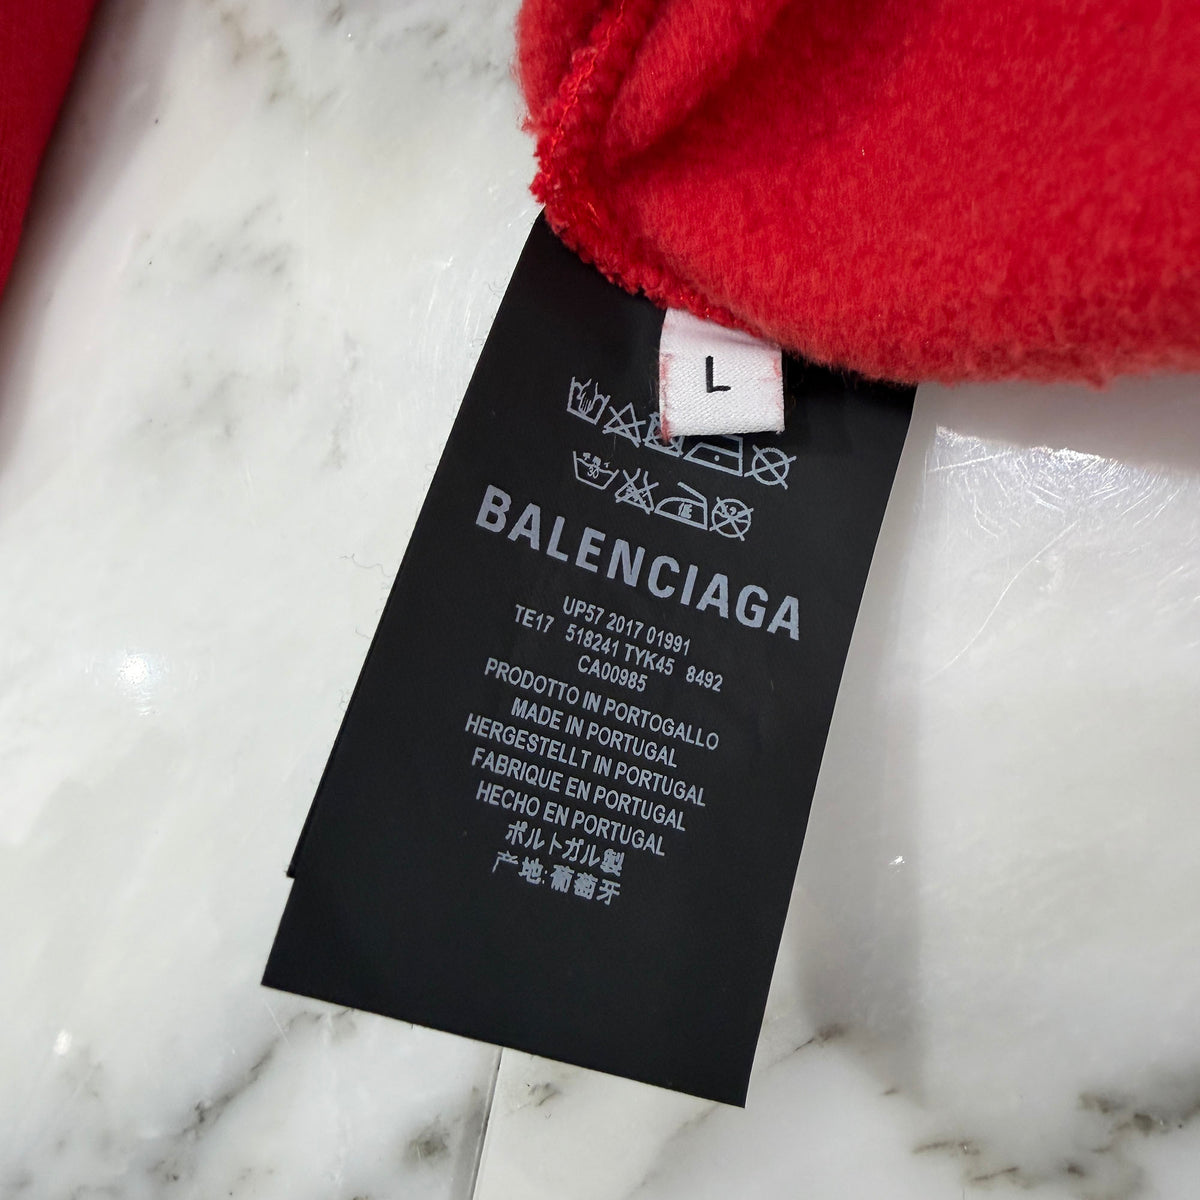 L
BALENCIAGA
UP57 2017 01991
TE17 518241 TYK45 8492
CA00985
PRODOTTO IN PORTOGALLO
MADE IN PORTUGAL
HERGESTELLT IN PORTUGAL
FABRIQUE EN PORTUGAL
HECHO EN PORTUGAL
ポルトガル製
产地:葡萄牙